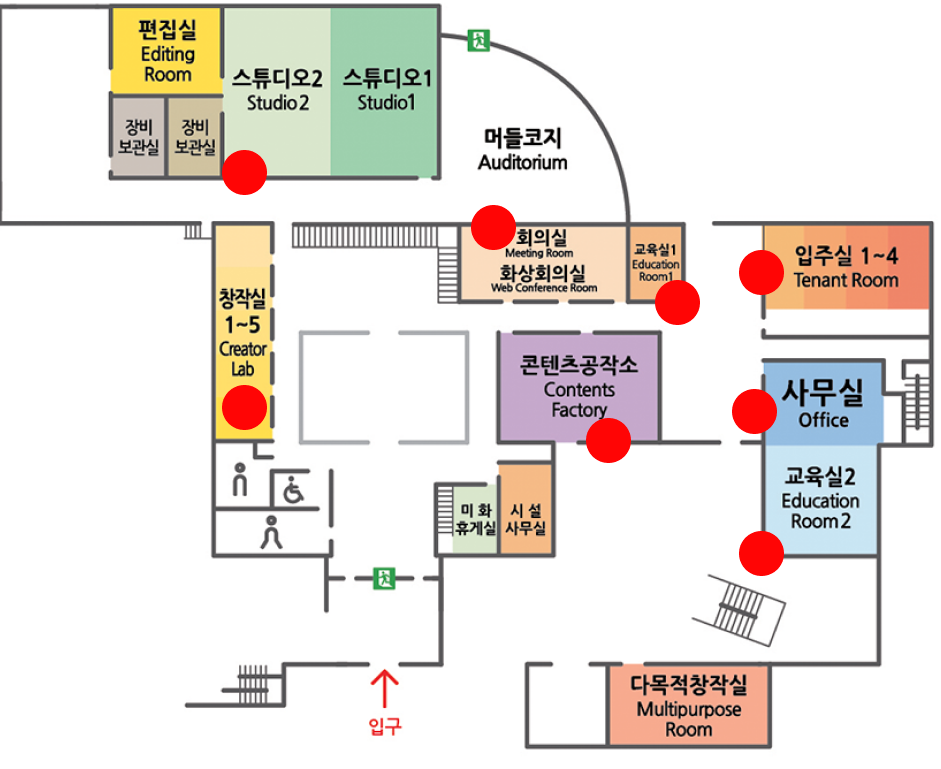 편집실
Editing
Room
스튜디오2
Studio2
스튜디오1
Studio1
장비
보관실
장비
보관실
머들코지
Auditorium
회의실
Meeting Room
화상회의실
Web Conference Room
교육실1
Education
Room1
입주실 1~4
Tenant Room
창작실
1~5
Creator
Lab
콘텐츠공작소
Contents
Factory
사무실
Office
교육실2
Education
Room2
미 화
휴게실
시 설
사무실
입구
다목적창작실
Multipurpose
Room